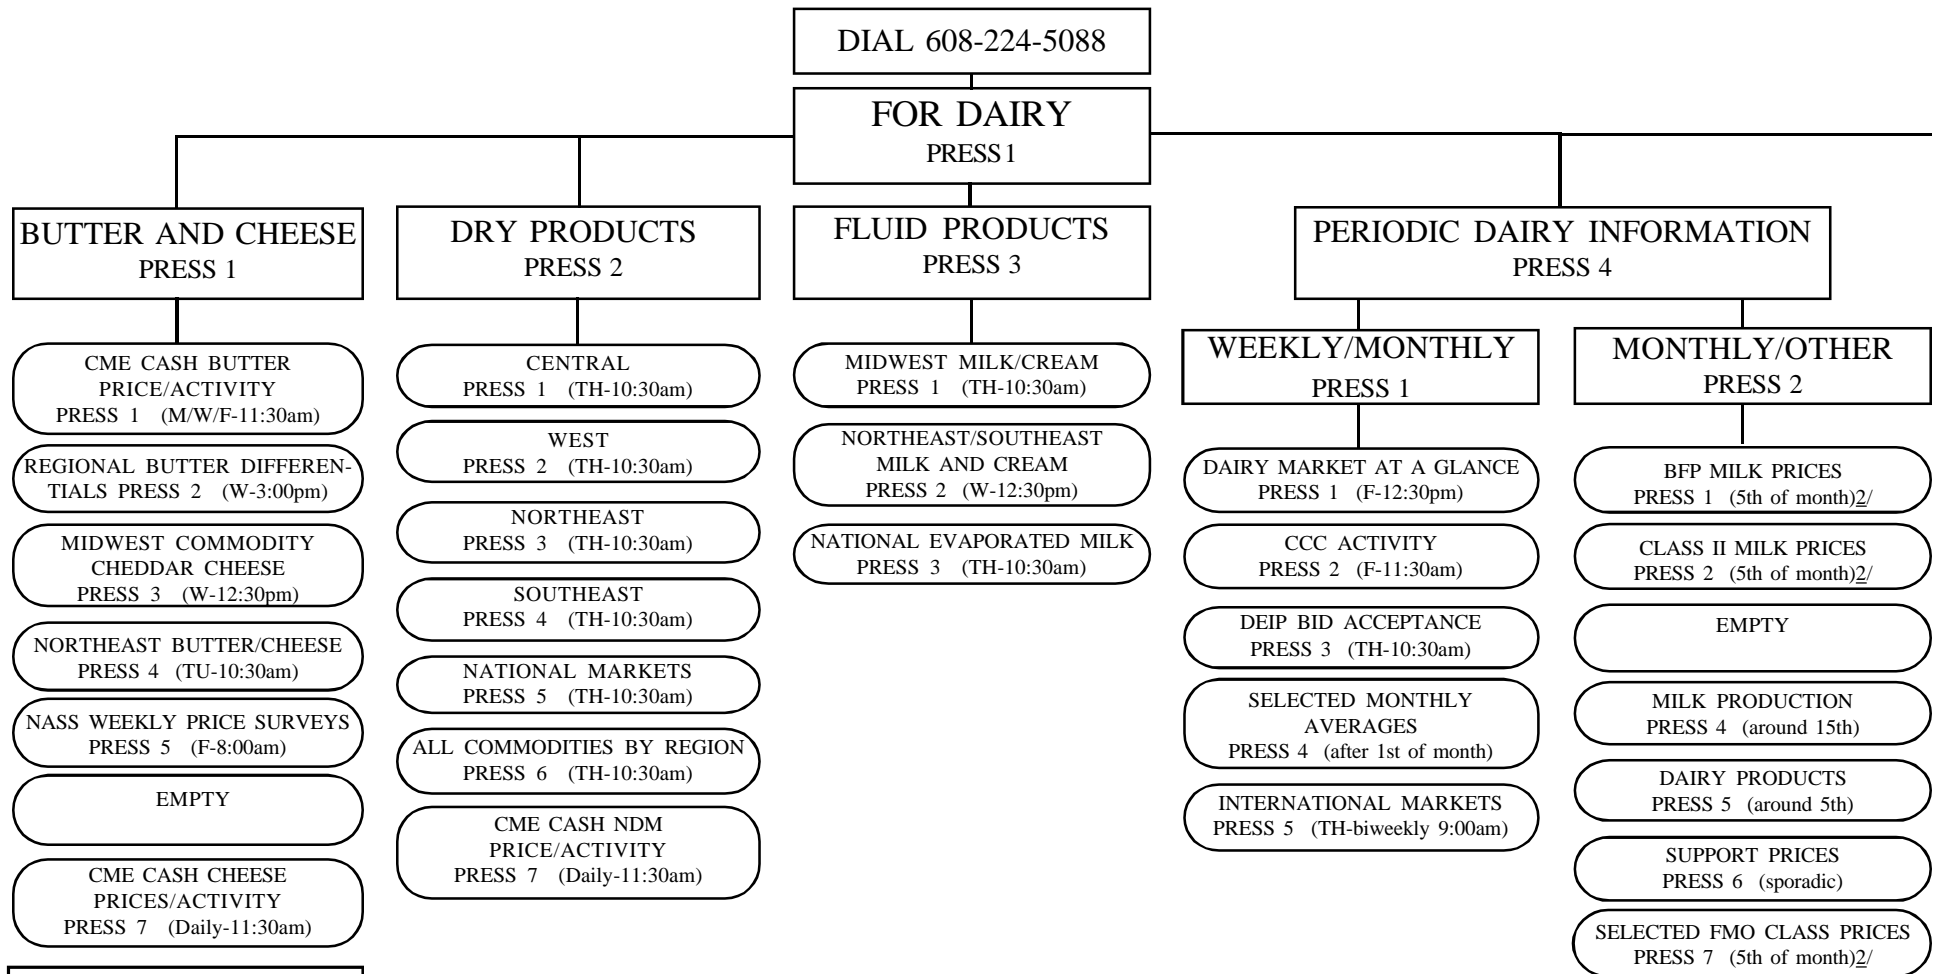 DIAL 608-224-5088
FOR DAIRY
PRESS 1
BUTTER AND CHEESE
PRESS 1
CME CASH BUTTER
PRICE/ACTIVITY
PRESS 1 (M/W/F-11:30am)
REGIONAL BUTTER DIFFEREN-
TIALS PRESS 2 (W-3:00pm)
MIDWEST COMMODITY
CHEDDAR CHEESE
PRESS 3 (W-12:30pm)
NORTHEAST BUTTER/CHEESE
PRESS 4 (TU-10:30am)
NASS WEEKLY PRICE SURVEYS
PRESS 5 (F-8:00am)
EMPTY
CME CASH CHEESE
PRICES/ACTIVITY
PRESS 7 (Daily-11:30am)
DRY PRODUCTS
PRESS 2
CENTRAL
PRESS 1 (TH-10:30am)
WEST
PRESS 2 (TH-10:30am)
NORTHEAST
PRESS 3 (TH-10:30am)
SOUTHEAST
PRESS 4 (TH-10:30am)
NATIONAL MARKETS
PRESS 5 (TH-10:30am)
ALL COMMODITIES BY REGION
PRESS 6 (TH-10:30am)
CME CASH NDM
PRICE/ACTIVITY
PRESS 7 (Daily-11:30am)
FLUID PRODUCTS
PRESS 3
MIDWEST MILK/CREAM
PRESS 1 (TH-10:30am)
NORTHEAST/SOUTHEAST
MILK AND CREAM
PRESS 2 (W-12:30pm)
NATIONAL EVAPORATED MILK
PRESS 3 (TH-10:30am)
PERIODIC DAIRY INFORMATION
PRESS 4
WEEKLY/MONTHLY
PRESS 1
DAIRY MARKET AT A GLANCE
PRESS 1 (F-12:30pm)
CCC ACTIVITY
PRESS 2 (F-11:30am)
DEIP BID ACCEPTANCE
PRESS 3 (TH-10:30am)
SELECTED MONTHLY
AVERAGES
PRESS 4 (after 1st of month)
INTERNATIONAL MARKETS
PRESS 5 (TH-biweekly 9:00am)
MONTHLY/OTHER
PRESS 2
BFP MILK PRICES
PRESS 1 (5th of month)2/
CLASS II MILK PRICES
PRESS 2 (5th of month)2/
EMPTY
MILK PRODUCTION
PRESS 4 (around 15th)
DAIRY PRODUCTS
PRESS 5 (around 5th)
SUPPORT PRICES
PRESS 6 (sporadic)
SELECTED FMO CLASS PRICES
PRESS 7 (5th of month)2/